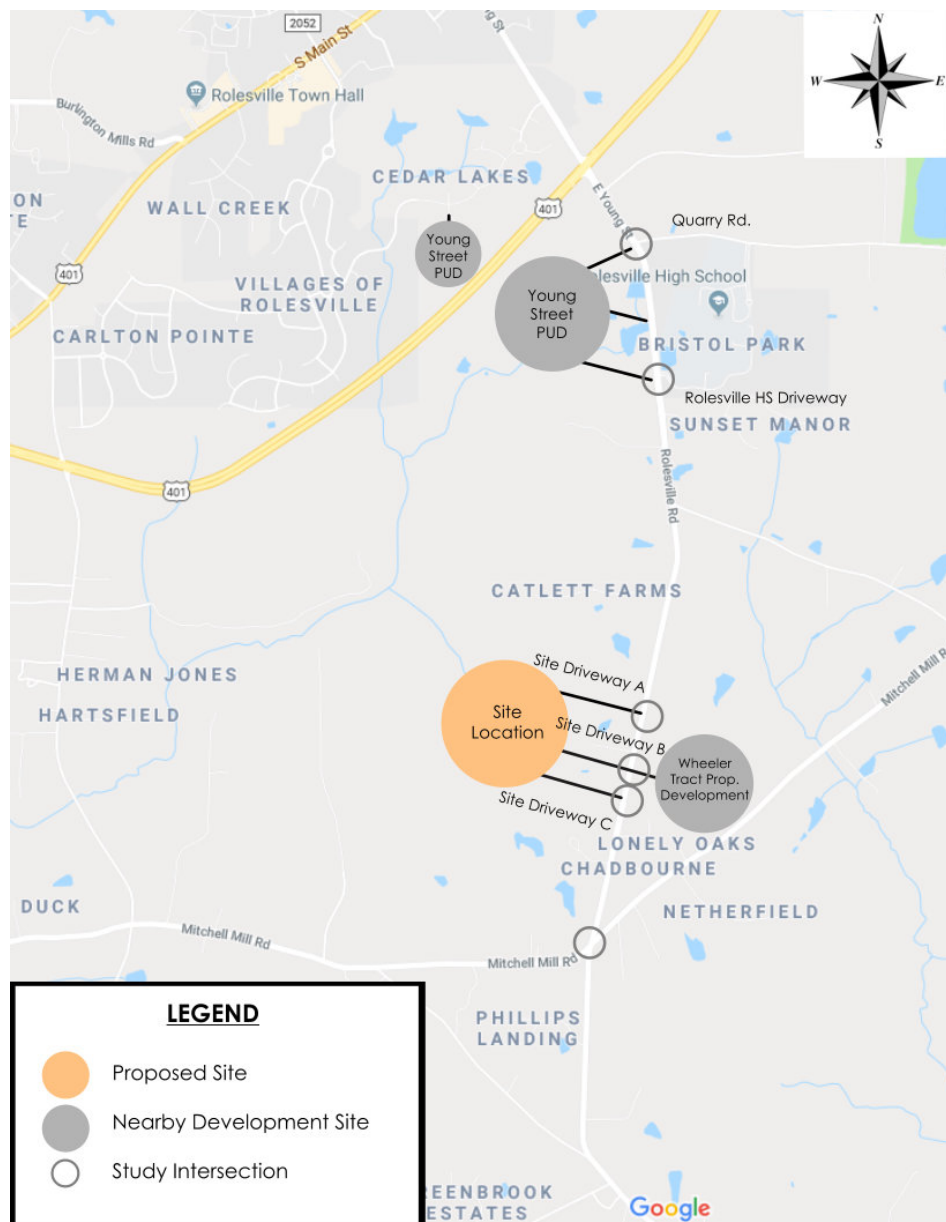 2052
S Main St
N
W
E
S
Rolesville Town Hall
Burlington Mills Rd
CEDAR LAKES
ON
TE
WALL CREEK
401
E Young St
Quarry Rd.
Young
Street
PUD
401
VILLAGES OF
ROLESVILLE
olesville High School
Young
Street
PUD
CARLTON POINTE
BRISTOL PARK
Rolesville HS Driveway
SUNSET MANOR
401
Rolesville Rd
CATLETT FARMS
HERMAN JONES
HARTSFIELD
Site Driveway A
Mitchell Mill R
Site
Location
Site Driveway B
Wheeler
Tract Prop.
Development
Site Driveway C
LONELY OAKS
CHADBOURNE
DUCK
NETHERFIELD
Mitchell Mill Rd
Mitchell Mill Rd
PHILLIPS
LANDING
LEGEND
Proposed Site
Nearby Development Site
Study Intersection
EENBROOK
ESTATES
Google